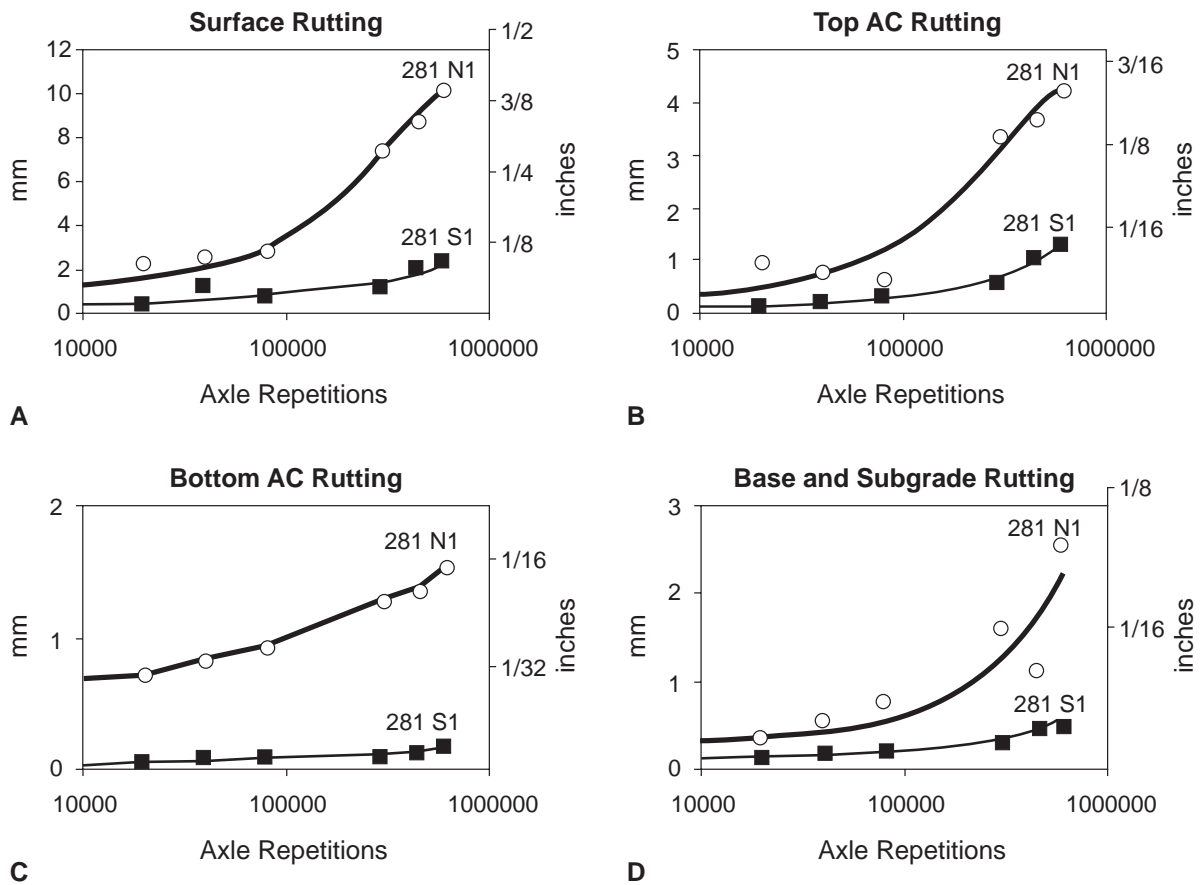 Surface Rutting
1/2
12
281 N1
10
3/8
8
mm
6
1/4
inches
4
281 S1
1/8
2
0
10000 100000 1000000
Axle Repetitions
A
Top AC Rutting
5
3/16
281 N1
4
3
1/8
mm
inches
2
281 S1
1/16
1
0
10000 100000 1000000
Axle Repetitions
B
Bottom AC Rutting
2
281 N1
1/16
mm
1
inches
1/32
281 S1
0
10000 100000 1000000
Axle Repetitions
C
Base and Subgrade Rutting
1/8
3
281 N1
2
mm
1/16
inches
1
281 S1
0
10000 100000 1000000
Axle Repetitions
D